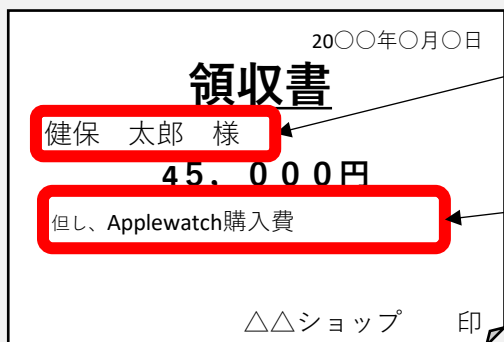 20○○年○月○日
領収書
健保　太郎　様
45，000円
但し、Applewatch購入費
△△ショップ　印